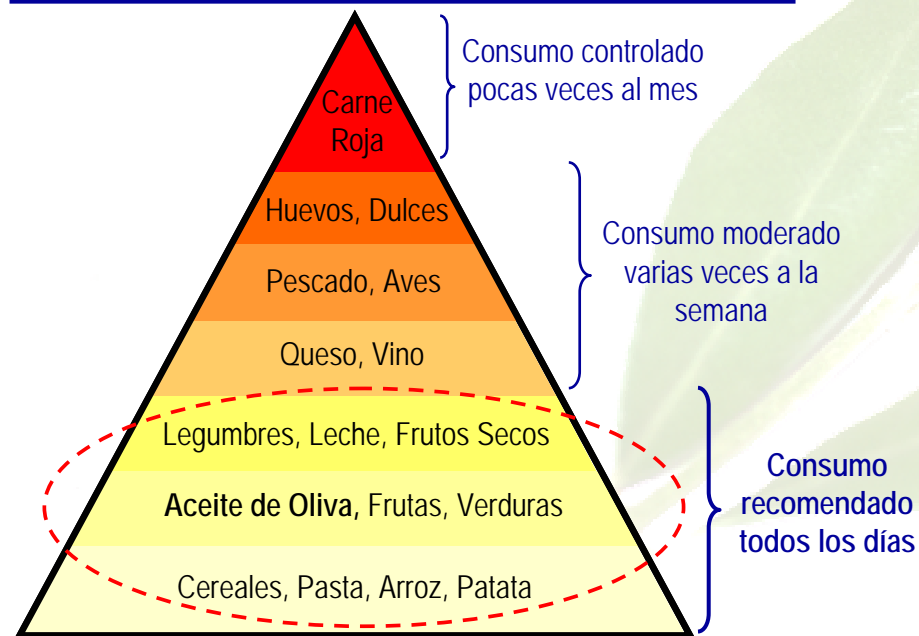 Consumo controlado
pocas veces al mes
Carne
Roja
Huevos, Dulces
Pescado, Aves
Queso, Vino
Consumo moderado
varias veces a la
semana
Legumbres, Leche, Frutos Secos
Aceite de Oliva, Frutas, Verduras
Cereales, Pasta, Arroz, Patata
Consumo
recomendado
todos los días